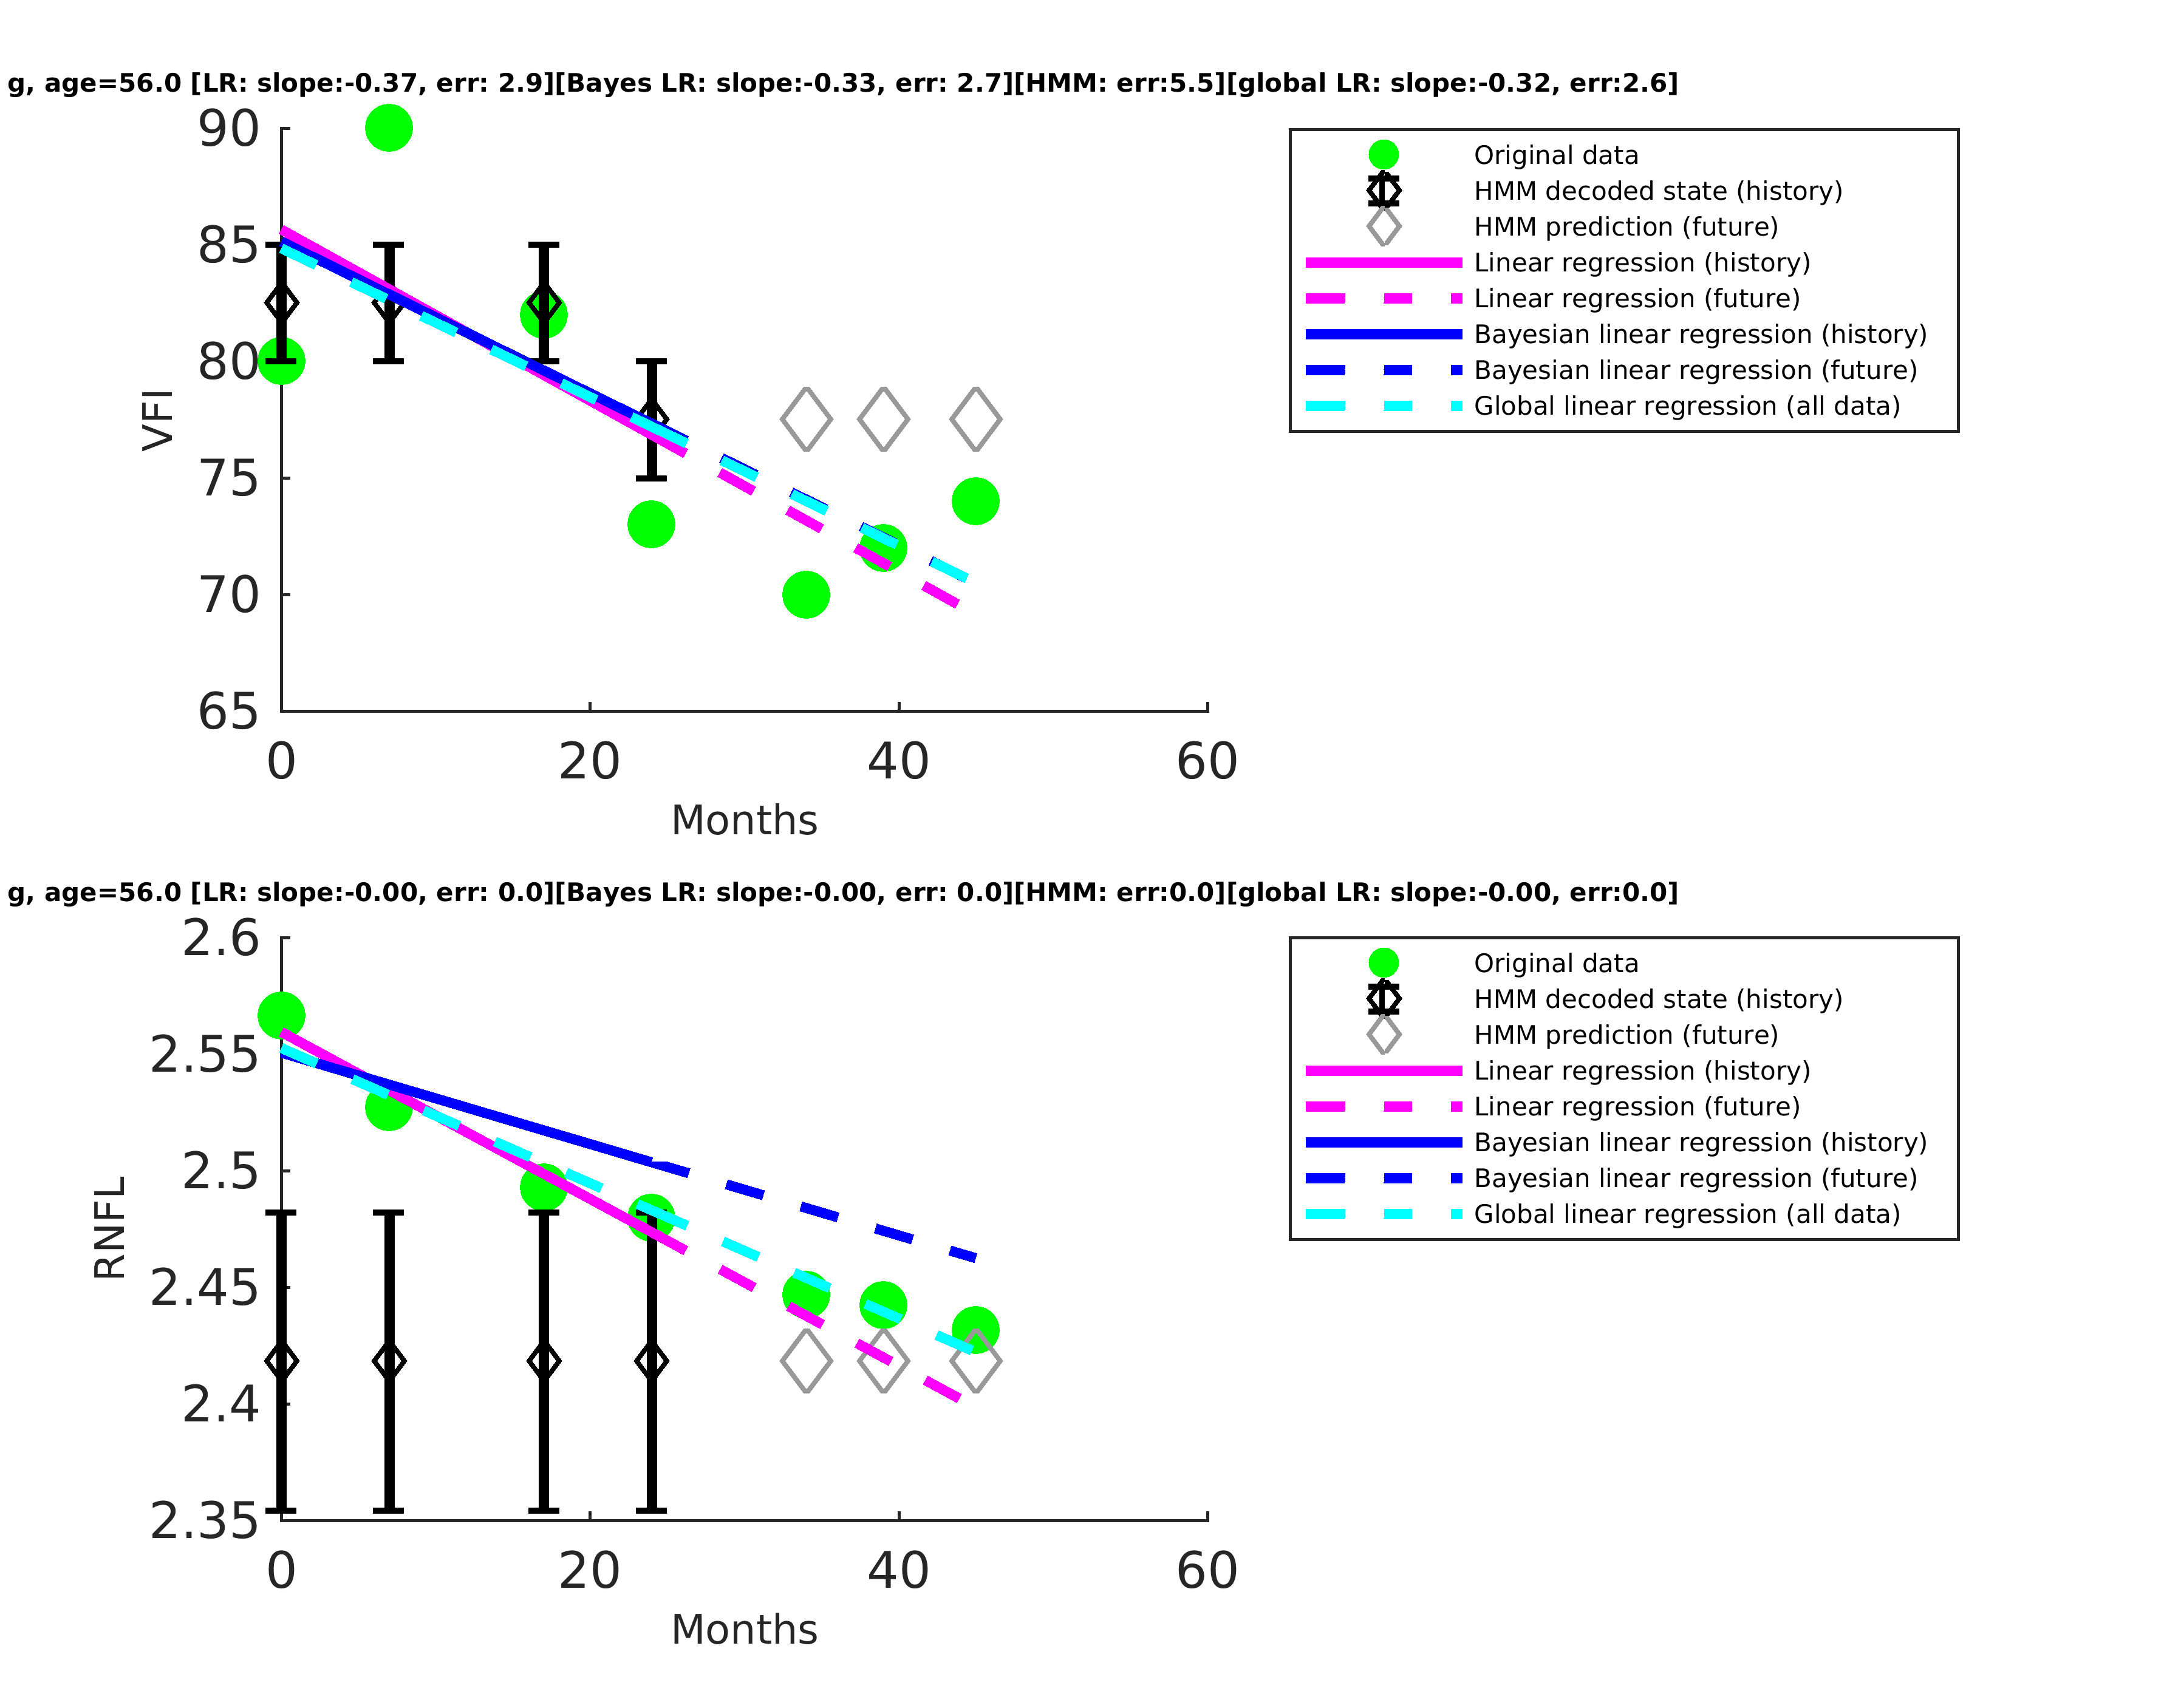 g, age=56.0 [LR: slope:-0.37, err: 2.9][Bayes LR: slope:-0.33, err: 2.7][HMM: err:5.5][global LR: slope:-0.32, err:2.6]
90
85
80
75
70
65
VFI
0 20 40 60
Months
Original data
HMM decoded state (history)
HMM prediction (future)
Linear regression (history)
Linear regression (future)
Bayesian linear regression (history)
Bayesian linear regression (future)
Global linear regression (all data)
g, age=56.0 [LR: slope:-0.00, err: 0.0][Bayes LR: slope:-0.00, err: 0.0][HMM: err:0.0][global LR: slope:-0.00, err:0.0]
2.6
2.55
2.5
2.45
2.4
2.35
RNFL
0 20 40 60
Months
Original data
HMM decoded state (history)
HMM prediction (future)
Linear regression (history)
Linear regression (future)
Bayesian linear regression (history)
Bayesian linear regression (future)
Global linear regression (all data)